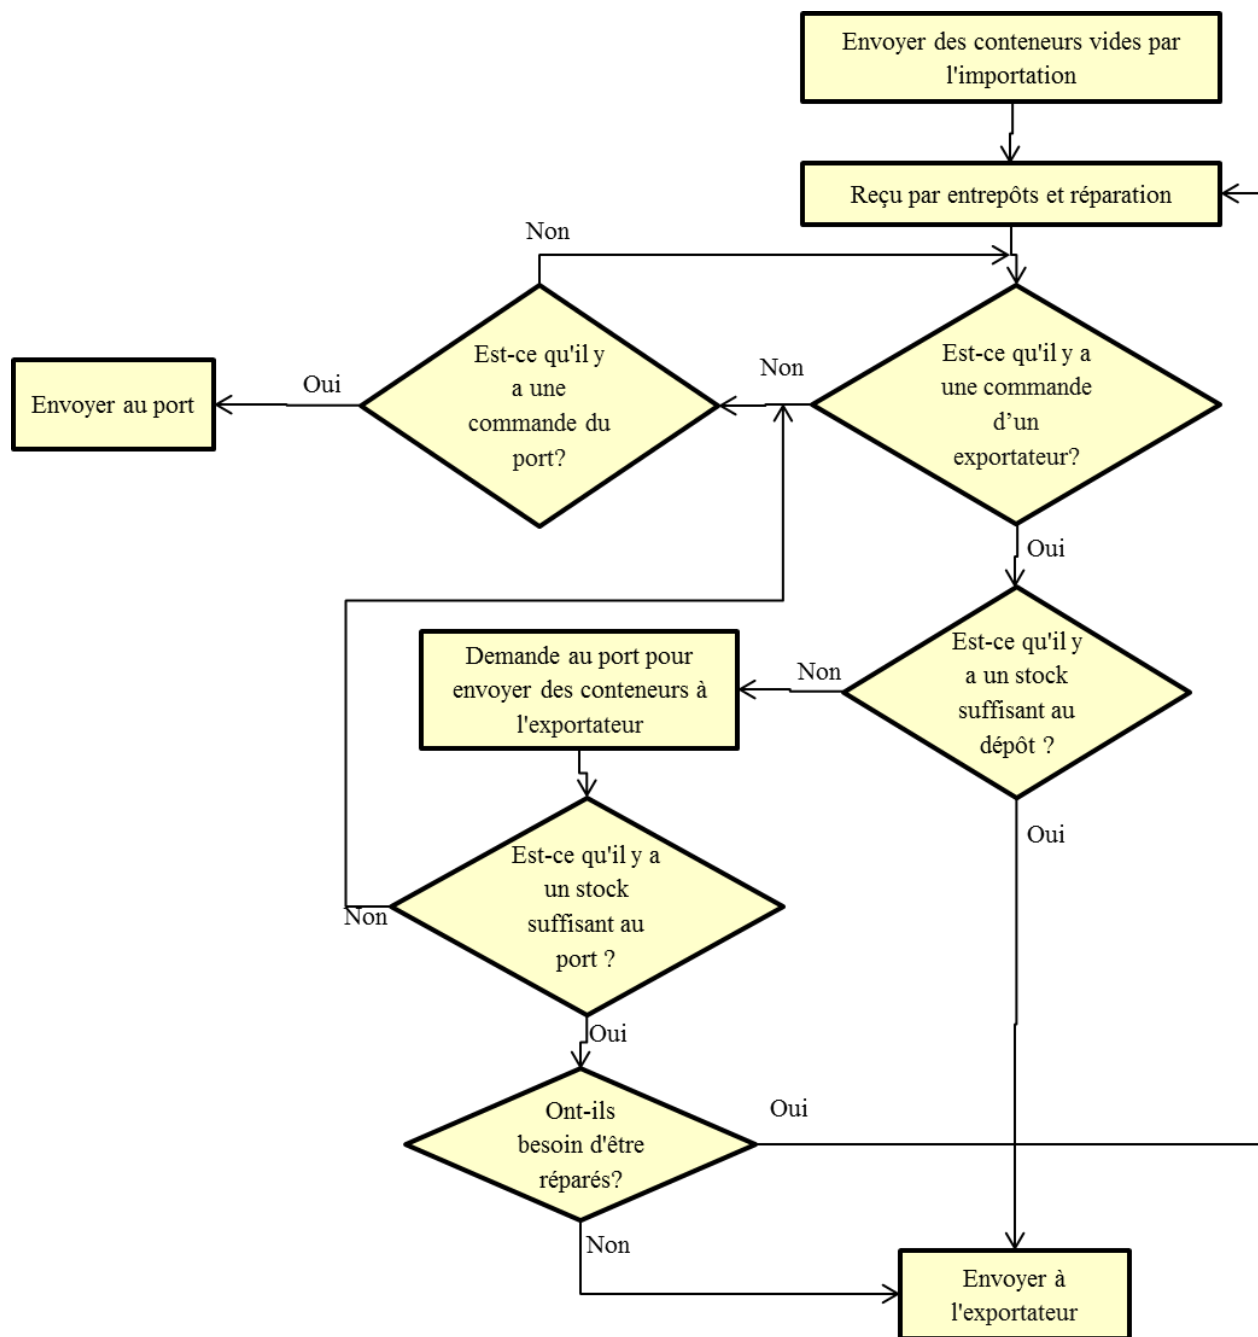 Envoyer des conteneurs vides par
l'importation
Reçu par entrepôts et réparation
Non
Est-ce qu'il y
a une
commande du
port?
Oui
Envoyer au port
Non
Est-ce qu'il y a
une commande
d’un
exportateur?
Oui
Est-ce qu'il y
a un stock
suffisant au
dépôt ?
Non
Demande au port pour
envoyer des conteneurs à
l'exportateur
Oui
Est-ce qu'il y a
un stock
suffisant au
port ?
Non
Oui
Ont-ils
besoin d'être
réparés?
Oui
Non
Envoyer à
l'exportateur